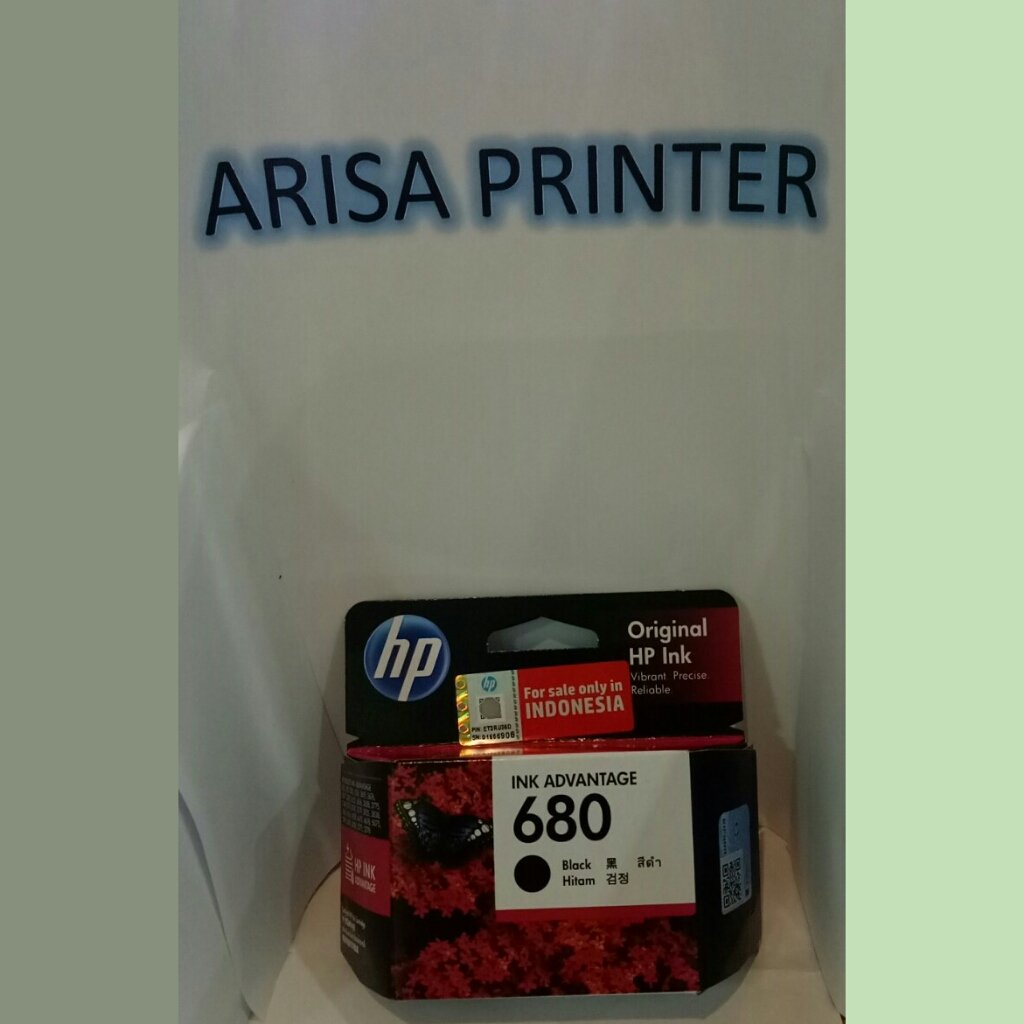 ARISA PRINTER
hp
Original
HP Ink
Vibrant Precise
Reliable
hp
For sale only in
INDONESIA
INK ADVANTAGE
680
Black 黑 สีดำ
Hitam 검정
HP INK
ADVANTAGE